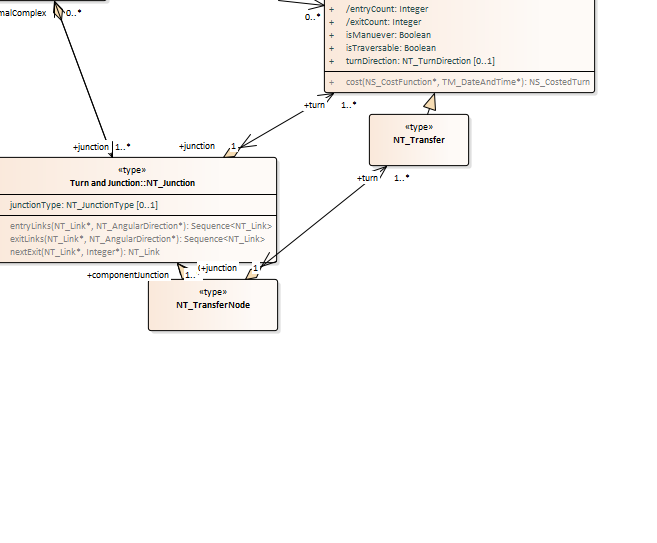 malComplex
0..*
0..*
+ /entryCount: Integer
+ /exitCount: Integer
+ isManuever: Boolean
+ isTraversable: Boolean
+ turnDirection: NT_TurnDirection [0..1]
+ cost(NS_CostFunction*, TM_DateAndTime*): NS_CostedTurn
+turn 1..*
«type»
NT_Transfer
+junction 1..*
+junction 1
«type»
Turn and Junction::NT_Junction
+turn 1..*
junctionType: NT_JunctionType [0..1]
entryLinks(NT_Link*, NT_AngularDirection*): Sequence<NT_Link>
exitLinks(NT_Link*, NT_AngularDirection*): Sequence<NT_Link>
nextExit(NT_Link*, Integer*): NT_Link
+componentJunction 1..
(+junction 1
«type»
NT_TransferNode